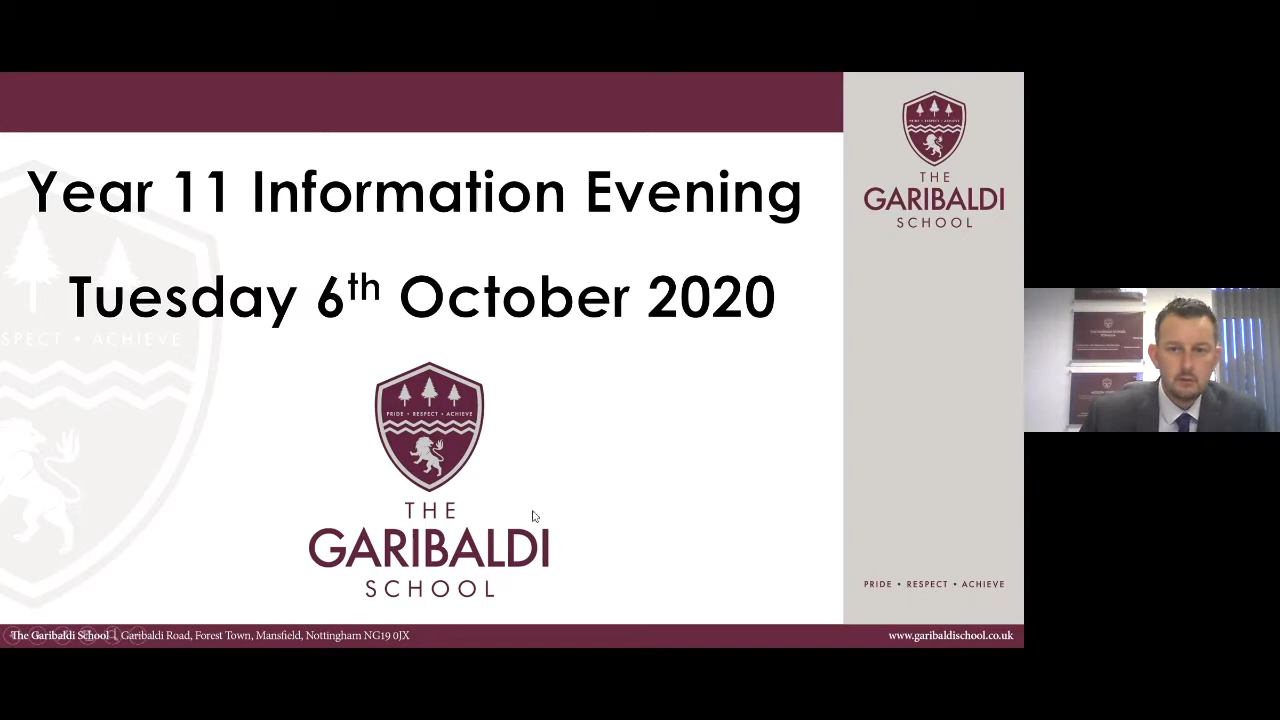 Year 11 Information Evening
Tuesday 6th October 2020
PRIDE • RESPECT • ACHIEVE
THE
GARIBALDI
SCHOOL
PRIDE • RESPECT • ACHIEVE
THE
GARIBALDI
SCHOOL
PRIDE • RESPECT • ACHIEVE
SPECT • ACHIEVE
The Garibaldi School | Garibaldi Road, Forest Town, Mansfield, Nottingham NG19 0JX
www.garibaldischool.co.uk